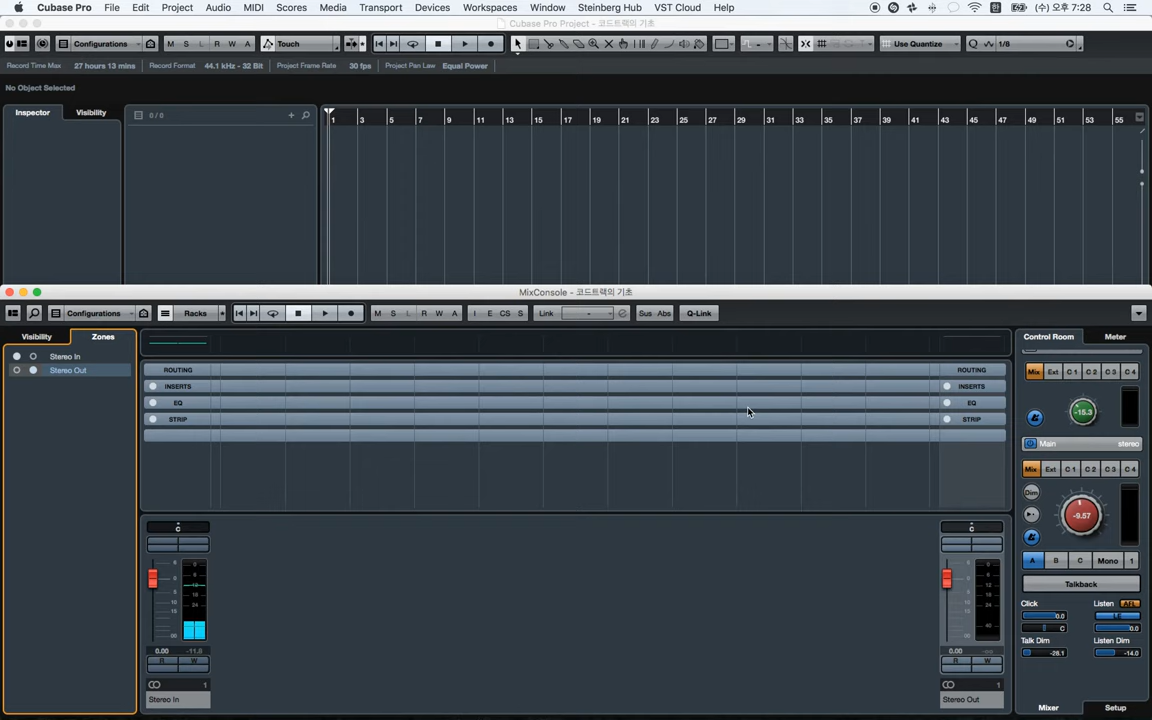 Cubase Pro File Edit Project Audio MIDI Scores Media Transport Devices Workspaces Window Steinberg Hub VST Cloud Help (수) 오후 7:28
Cubase Pro Project - 코드트랙의 기초
Configurations M S L R W A Touch Use Quantize Q 1/8
Record Time Max 27 hours 13 mins Record Format 44.1 kHz - 32 Bit Project Frame Rate 30 fps Project Pan Law Equal Power
No Object Selected
Inspector Visibility 0 / 0
1 3 5 7 9 11 13 15 17 19 21 23 25 27 29 31 33 35 37 39 41 43 45 47 49 51 53 55
MixConsole - 코드트랙의 기초
Configurations Racks M S L R W A I E CS S Link - Sus Abs Q-Link
Visibility Zones Control Room Meter
Stereo In
Stereo Out
ROUTING ROUTING Mix Ext C 1 C 2 C 3 C 4
INSERTS INSERTS
EQ EQ -15.3
STRIP STRIP
Main stereo
Mix Ext C 1 C 2 C 3 C 4
Dim
-9.57
C C
A B C Mono 1
Talkback
Click Listen AFL
0.0
C 0.0
Talk Dim Listen Dim
0.00 -11.8 0.00 -∞ -26.1 -14.0
R W R W
1 1
Stereo In Stereo Out
Mixer Setup